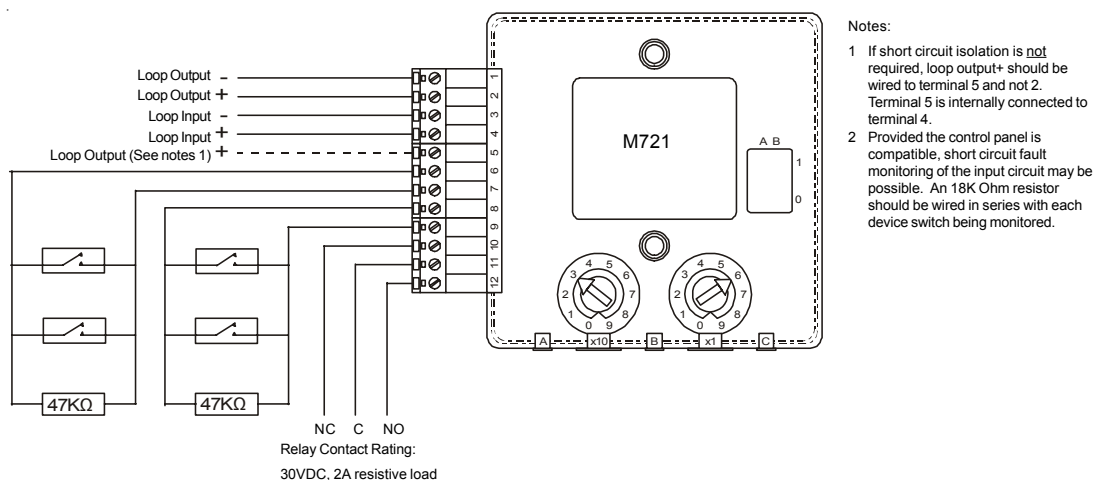 Loop Output -
Loop Output +
Loop Input -
Loop Input +
Loop Output (See notes 1) +
1
2
3
4
5
6
7
8
9
10
11
12
M721
A B
1
0
0 1 2 3 4 5 6 7 8 9
0 1 2 3 4 5 6 7 8 9
A
x10
B
x1
C
47KΩ
47KΩ
NC C NO
Relay Contact Rating:
30VDC, 2A resistive load
Notes:
1 If short circuit isolation is not
required, loop output+ should be
wired to terminal 5 and not 2.
Terminal 5 is internally connected to
terminal 4.
2 Provided the control panel is
compatible, short circuit fault
monitoring of the input circuit may be
possible. An 18K Ohm resistor
should be wired in series with each
device switch being monitored.